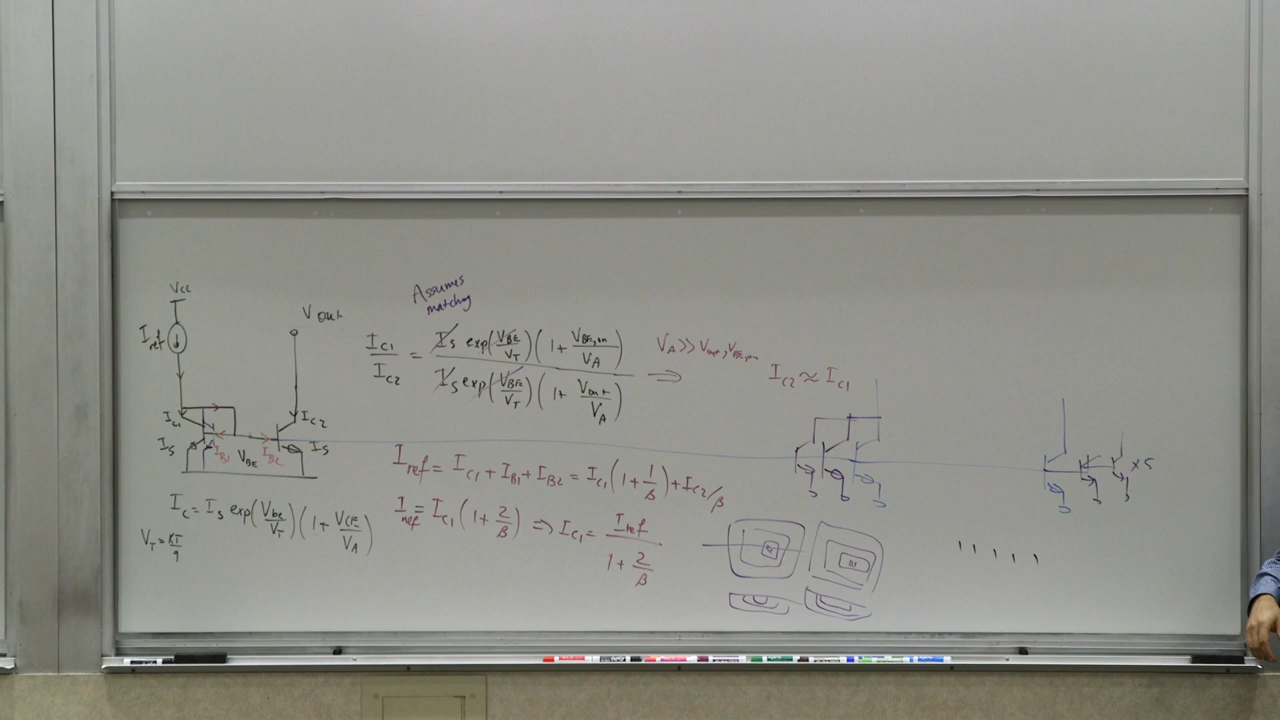 Vcc
Iref
Vout
IC1
IC2
IS
IB1
VBE
IB2
IS
IC = IS exp(Vbe/VT)(1 + VCE/VA)
VT = KT/q
Assumes
matching
IC1/IC2 = IS exp(VBE/VT)(1 + VBE,on/VA) / IS exp(VBE/VT)(1 + Vout/VA) ⇒
VA >> Vout, VBE,on
IC2 ≈ IC1
Iref = IC1 + IB1 + IB2 = IC1(1 + 1/β) + IC2/β
Iref = IC1(1 + 2/β) ⇒ IC1 = Iref/(1 + 2/β)
x5